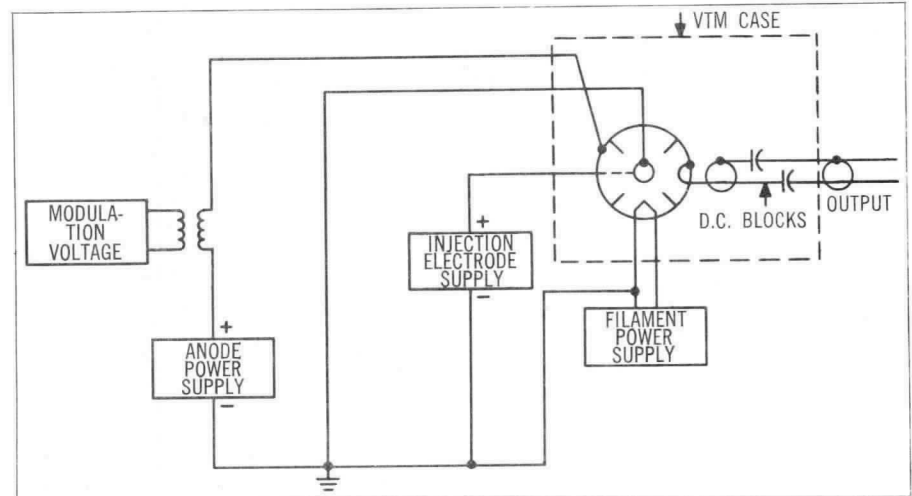 VTM CASE
MODULA-
TION
VOLTAGE
+
INJECTION
ELECTRODE
SUPPLY
−
D.C. BLOCKS
OUTPUT
+
ANODE
POWER
SUPPLY
−
FILAMENT
POWER
SUPPLY